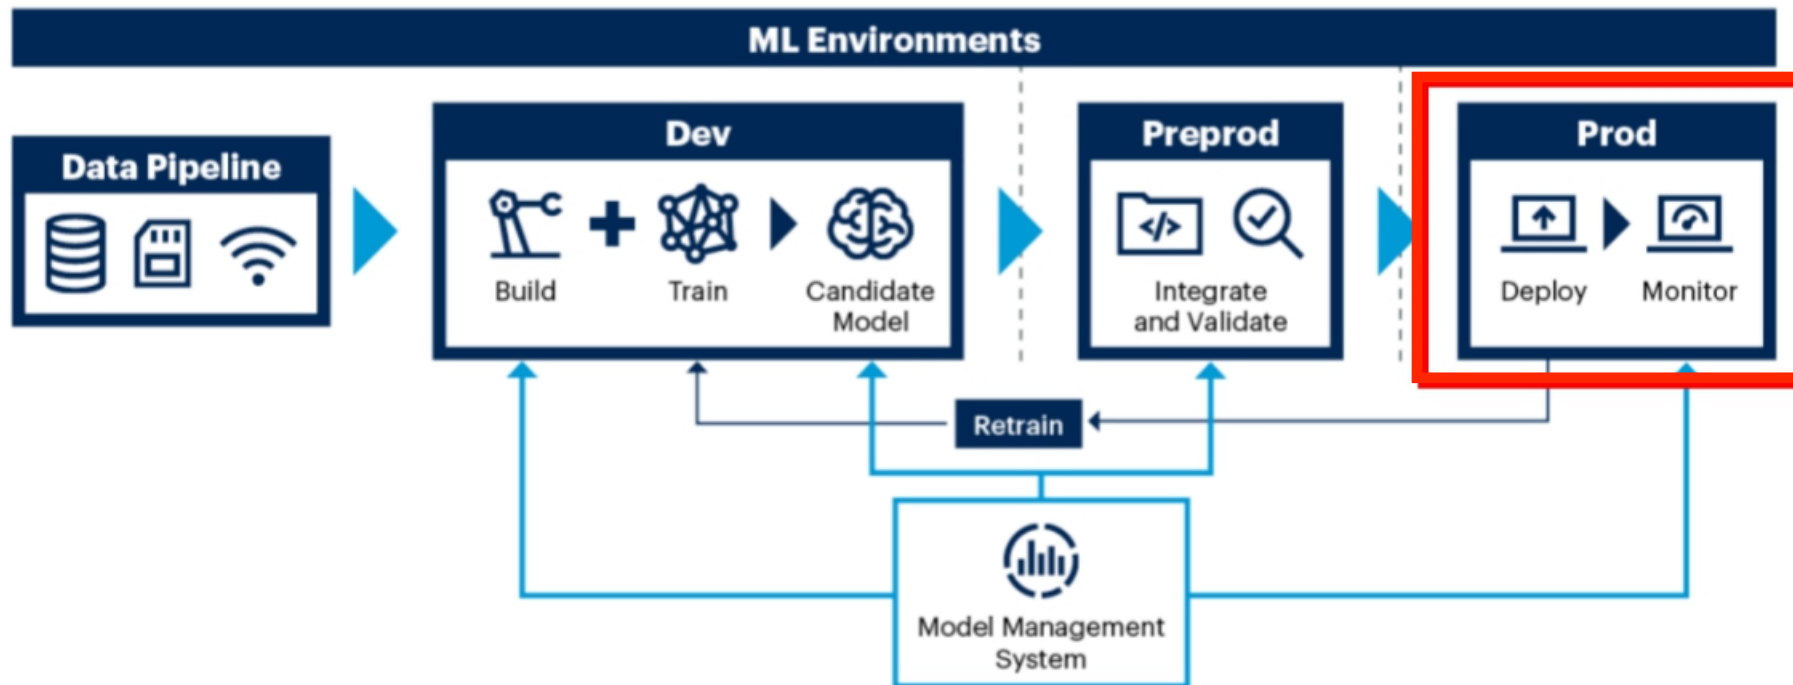 ML Environments
Data Pipeline
Dev
Build
Train
Candidate
Model
Preprod
</>
Integrate
and Validate
Prod
Deploy
Monitor
Retrain
Model Management
System